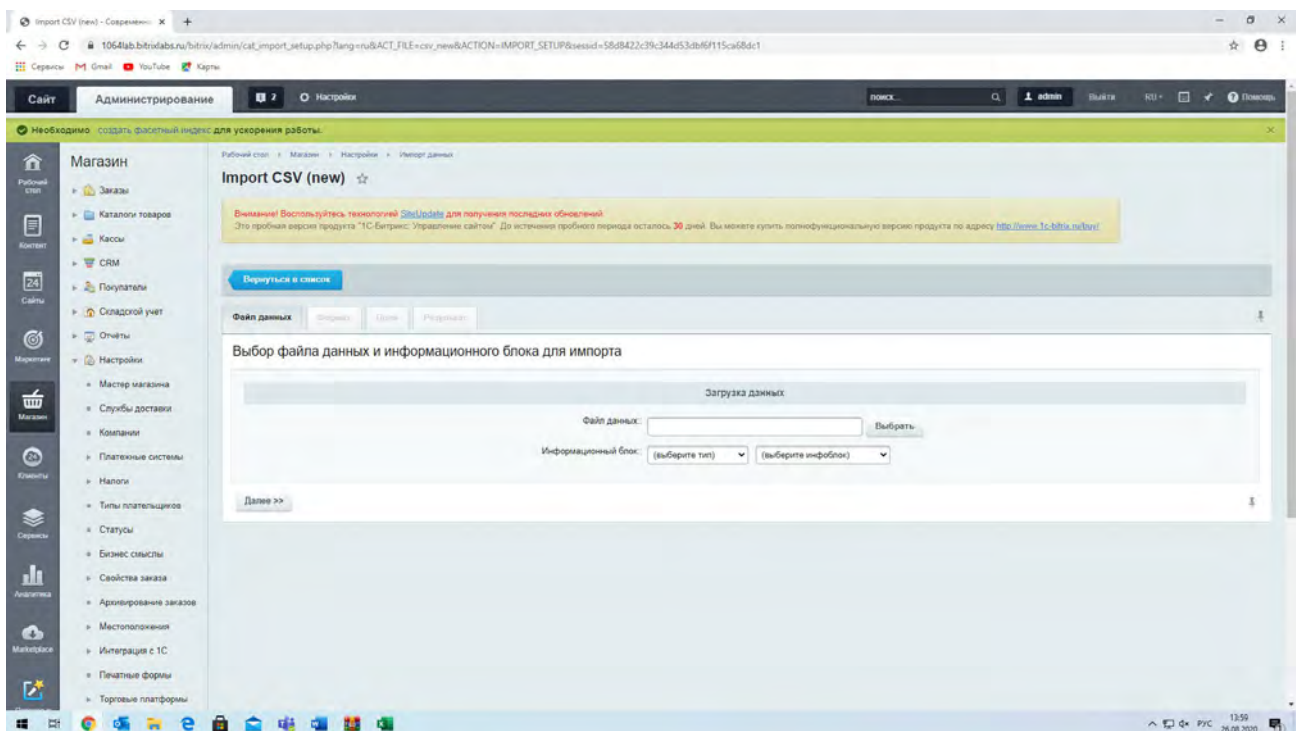 Import CSV (new) - Современн
1064lab.bitrixlabs.ru/bitrix/admin/cat_import_setup.php?lang=ru&ACT_FILE=csv_new&ACTION=IMPORT_SETUP&sessid=58d8422c39c344d53dbf6f115ca68dc1
Сервисы Gmail YouTube Карты
Сайт Администрирование 2 Настройки поиск... admin Выйти RU Помощь
Необходимо создать фасетный индекс для ускорения работы.
Рабочий стол Магазин Настройки Импорт данных
Import CSV (new)
Внимание! Воспользуйтесь технологией SiteUpdate для получения последних обновлений.
Это пробная версия продукта "1С-Битрикс: Управление сайтом". До истечения пробного периода осталось 30 дней. Вы можете купить полнофункциональную версию продукта по адресу http://www.1c-bitrix.ru/buy/
Вернуться в список
Файл данных Формат Поля Результат
Выбор файла данных и информационного блока для импорта
Загрузка данных
Файл данных: Выбрать
Информационный блок: (выберите тип) (выберите инфоблок)
Далее >>
Рабочий стол
Контент
24
Сайты
Маркетинг
Магазин
24
Клиенты
Сервисы
Аналитика
Marketplace
Магазин
Заказы
Каталоги товаров
Кассы
CRM
Покупатели
Складской учет
Отчёты
Настройки
Мастер магазина
Службы доставки
Компании
Платежные системы
Налоги
Типы плательщиков
Статусы
Бизнес смыслы
Свойства заказа
Архивирование заказов
Местоположения
Интеграция с 1С
Печатные формы
Торговые платформы
РУС 13:59
26.08.2020